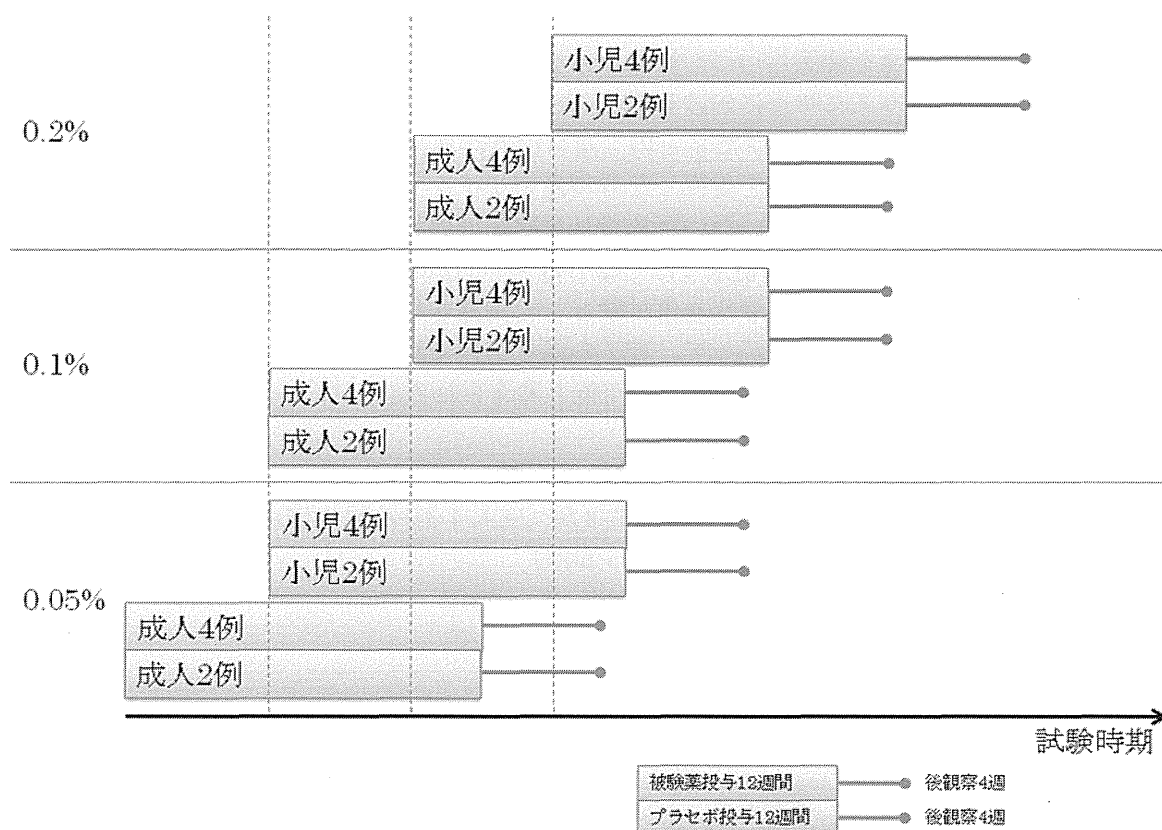 小児4例
小児2例
0.2%
成人4例
成人2例
小児4例
小児2例
0.1%
成人4例
成人2例
小児4例
小児2例
0.05%
成人4例
成人2例
試験時期
被験薬投与12週間 後観察4週
プラセボ投与12週間 後観察4週